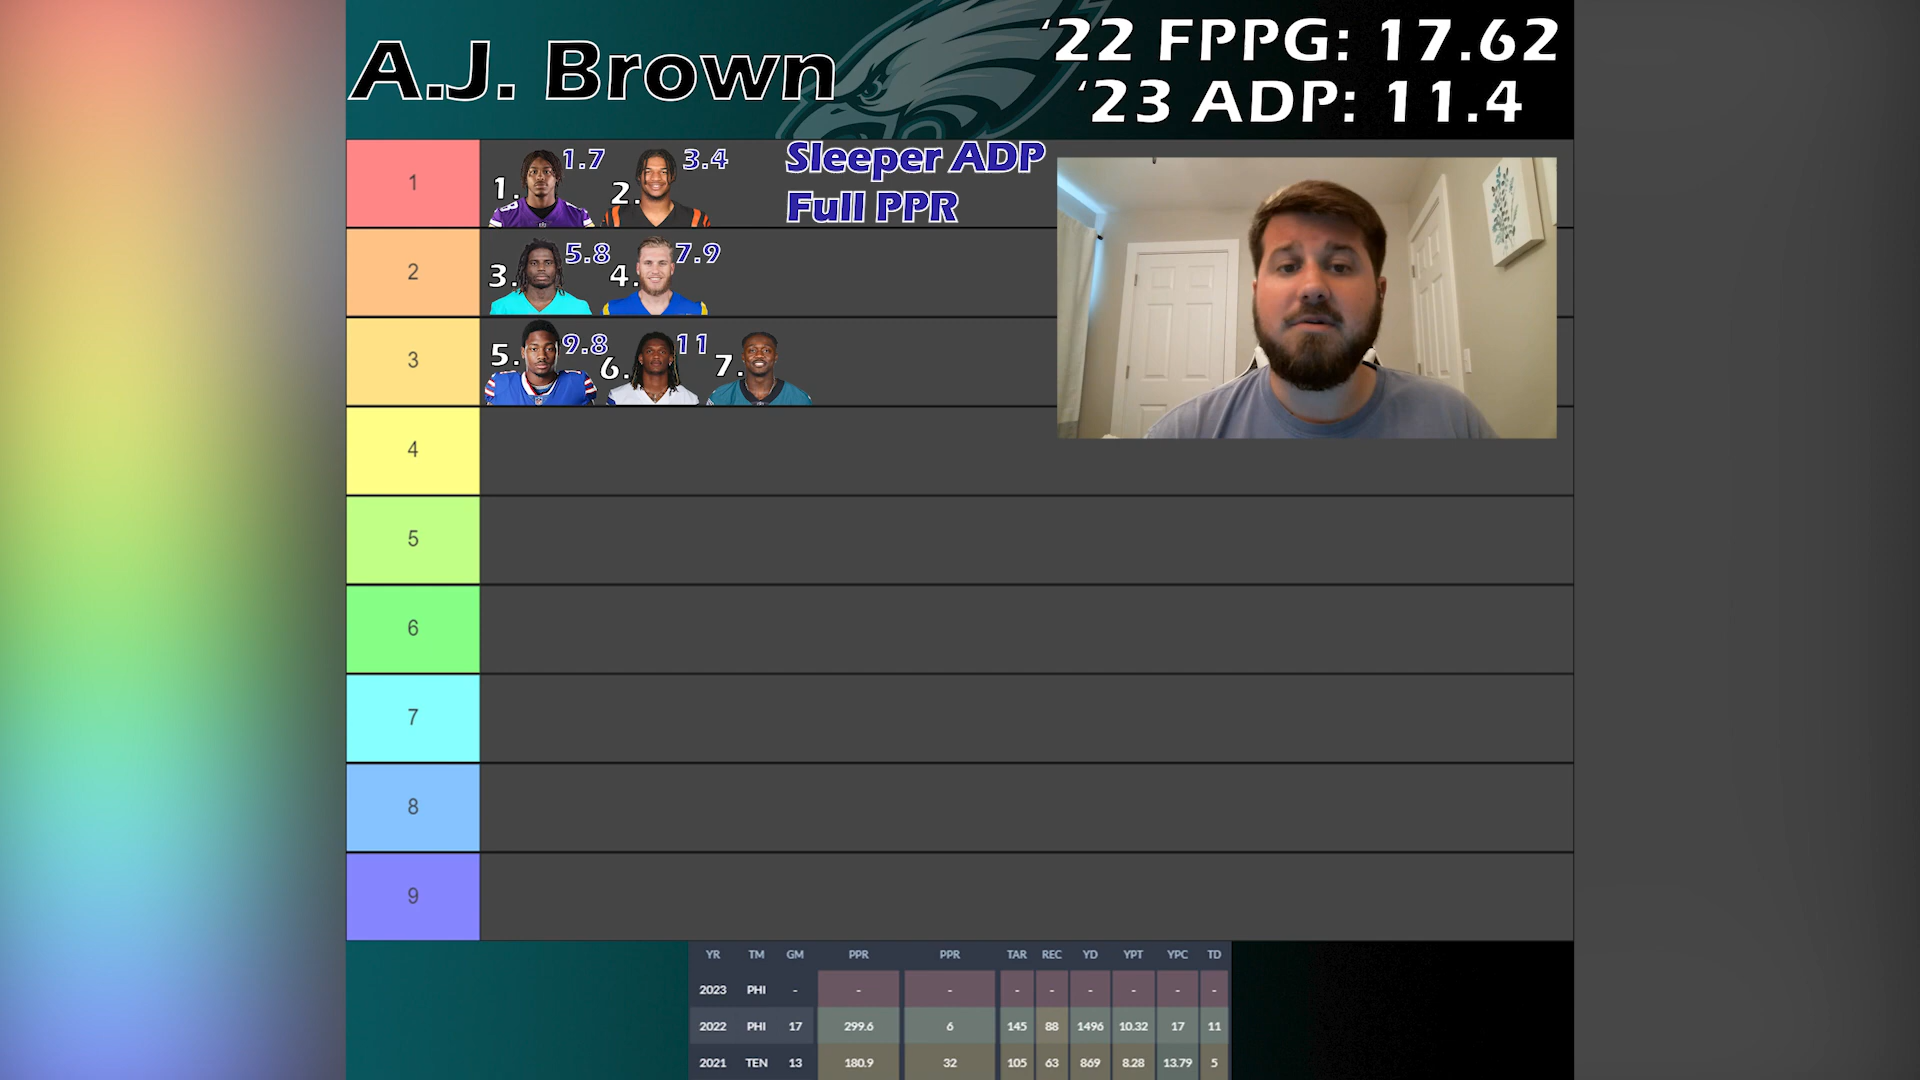 A.J. Brown
'22 FPPG: 17.62
'23 ADP: 11.4
1
1. 1.7 2. 3.4
Sleeper ADP
Full PPR
2
3. 5.8 4. 7.9
3
5. 9.8 6. 11 7.
4
5
6
7
8
9
YR TM GM PPR PPR TAR REC YD YPT YPC TD
2023 PHI - - - - - - - - -
2022 PHI 17 299.6 6 145 88 1496 10.32 17 11
2021 TEN 13 180.9 32 105 63 869 8.28 13.79 5